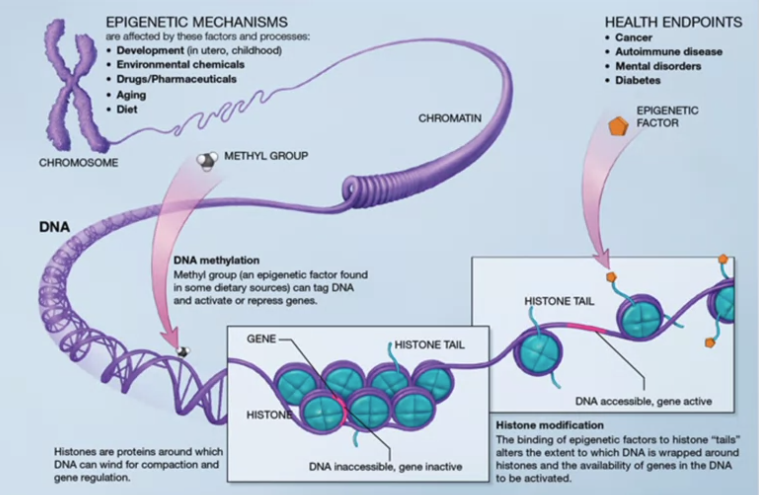 EPIGENETIC MECHANISMS
are affected by these factors and processes:
• Development (in utero, childhood)
• Environmental chemicals
• Drugs/Pharmaceuticals
• Aging
• Diet
HEALTH ENDPOINTS
• Cancer
• Autoimmune disease
• Mental disorders
• Diabetes
EPIGENETIC
FACTOR
CHROMATIN
CHROMOSOME
METHYL GROUP
DNA
DNA methylation
Methyl group (an epigenetic factor found
in some dietary sources) can tag DNA
and activate or repress genes.
GENE
HISTONE TAIL
HISTONE
DNA inaccessible, gene inactive
HISTONE TAIL
DNA accessible, gene active
Histones are proteins around which
DNA can wind for compaction and
gene regulation.
Histone modification
The binding of epigenetic factors to histone “tails”
alters the extent to which DNA is wrapped around
histones and the availability of genes in the DNA
to be activated.